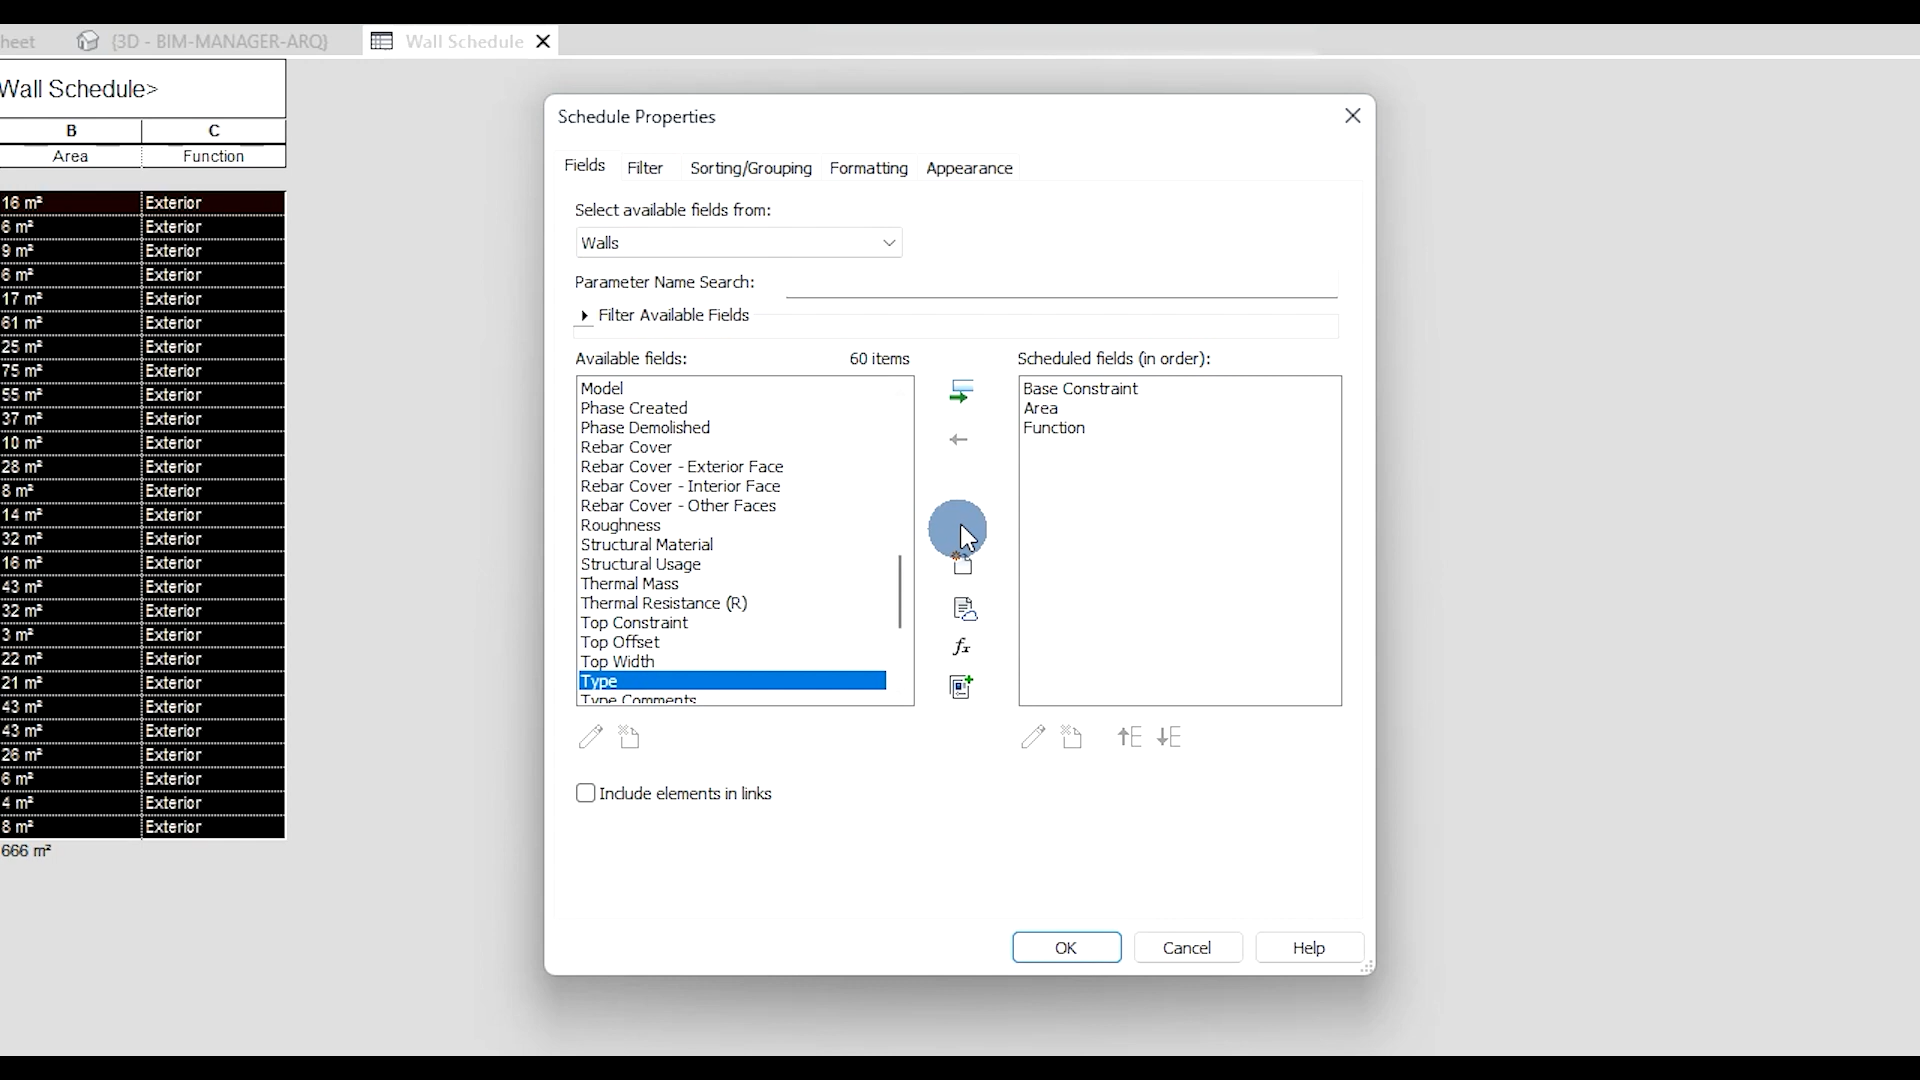 heet
{3D - BIM-MANAGER-ARQ}
Wall Schedule
Wall Schedule>
B
C
Area
Function
16 m² Exterior
6 m² Exterior
9 m² Exterior
6 m² Exterior
17 m² Exterior
61 m² Exterior
25 m² Exterior
75 m² Exterior
55 m² Exterior
37 m² Exterior
10 m² Exterior
28 m² Exterior
8 m² Exterior
14 m² Exterior
32 m² Exterior
16 m² Exterior
43 m² Exterior
32 m² Exterior
3 m² Exterior
22 m² Exterior
21 m² Exterior
43 m² Exterior
43 m² Exterior
26 m² Exterior
6 m² Exterior
4 m² Exterior
8 m² Exterior
666 m²
Schedule Properties
Fields
Filter
Sorting/Grouping
Formatting
Appearance
Select available fields from:
Walls
Parameter Name Search:
Filter Available Fields
Available fields:
60 items
Model
Phase Created
Phase Demolished
Rebar Cover
Rebar Cover - Exterior Face
Rebar Cover - Interior Face
Rebar Cover - Other Faces
Roughness
Structural Material
Structural Usage
Thermal Mass
Thermal Resistance (R)
Top Constraint
Top Offset
Top Width
Type
Type Comments
fx
Scheduled fields (in order):
Base Constraint
Area
Function
Include elements in links
OK
Cancel
Help